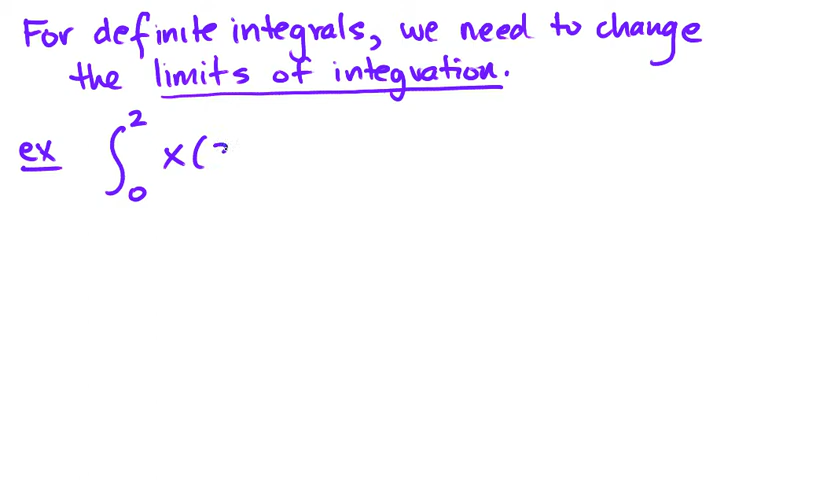 For definite integrals, we need to change
the limits of integration.
ex ∫₀² x(